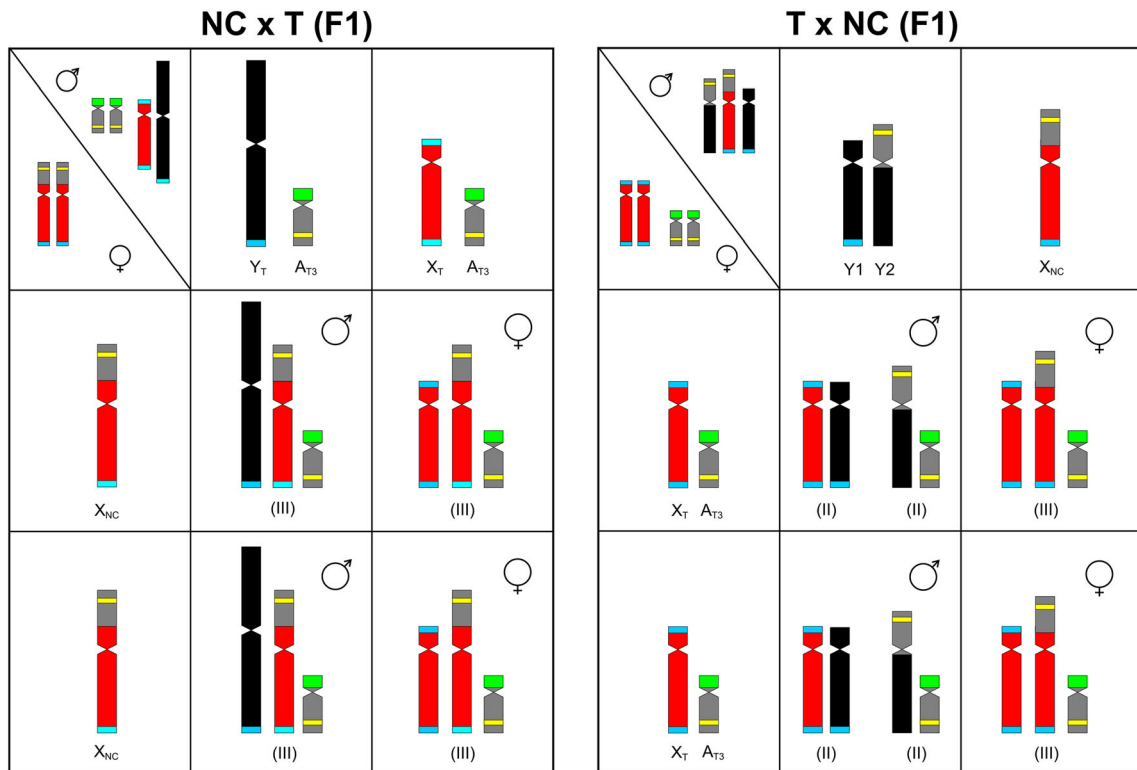 NC x T (F1)
♂
♀
Y_T A_T3
X_T A_T3
X_NC
♂
(III)
♀
(III)
X_NC
♂
(III)
♀
(III)
T x NC (F1)
♂
♀
Y1 Y2
X_NC
X_T A_T3
♂
(II) (II)
♀
(III)
X_T A_T3
♂
(II) (II)
♀
(III)